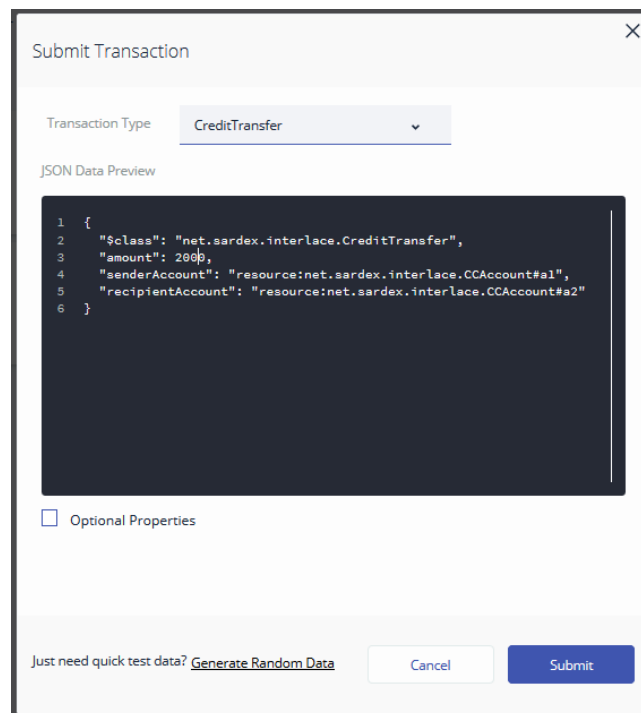 Submit Transaction
Transaction Type CreditTransfer
JSON Data Preview
1 {
2 "$class": "net.sardex.interlace.CreditTransfer",
3 "amount": 2000,
4 "senderAccount": "resource:net.sardex.interlace.CCAccount#a1",
5 "recipientAccount": "resource:net.sardex.interlace.CCAccount#a2"
6 }
Optional Properties
Just need quick test data? Generate Random Data Cancel Submit